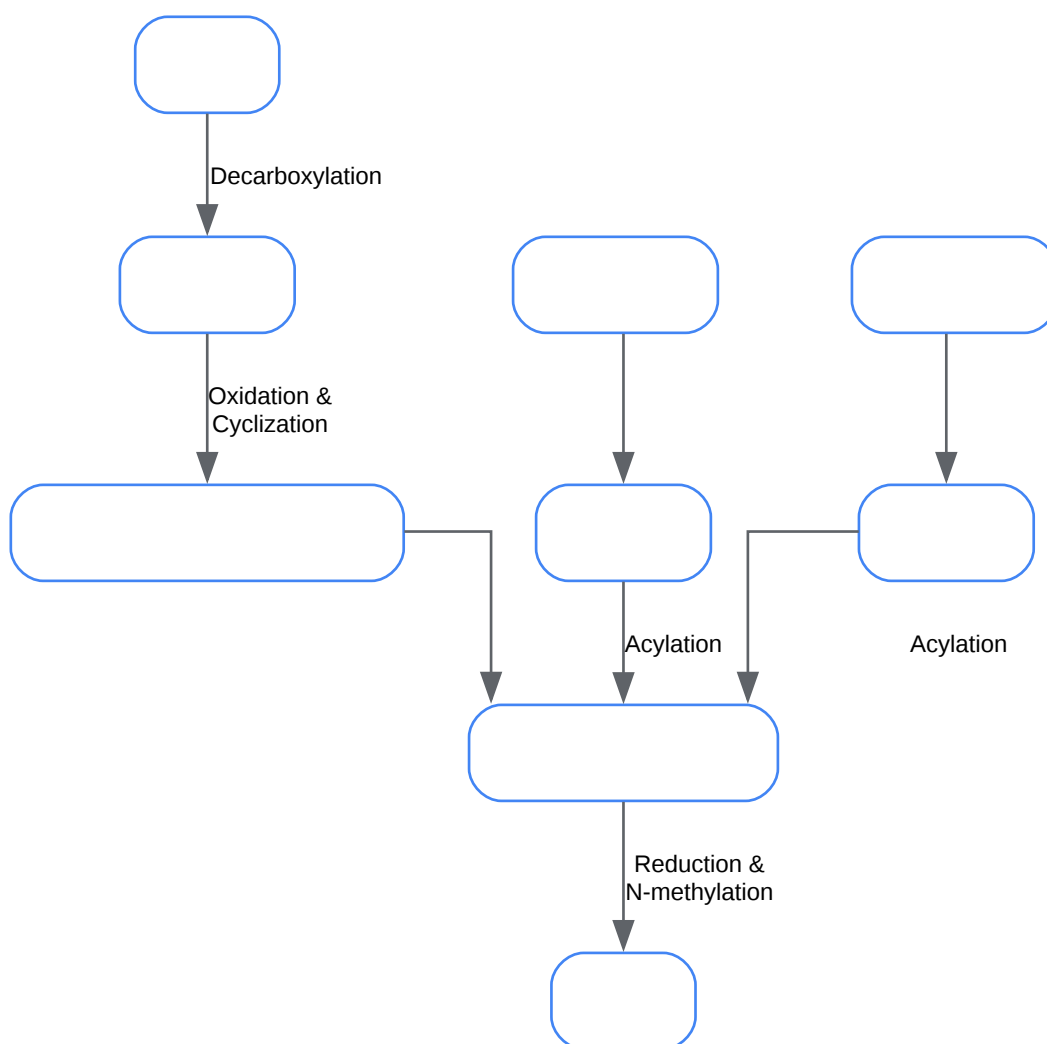 Decarboxylation
Oxidation &
Cyclization
Acylation
Acylation
Reduction &
N-methylation